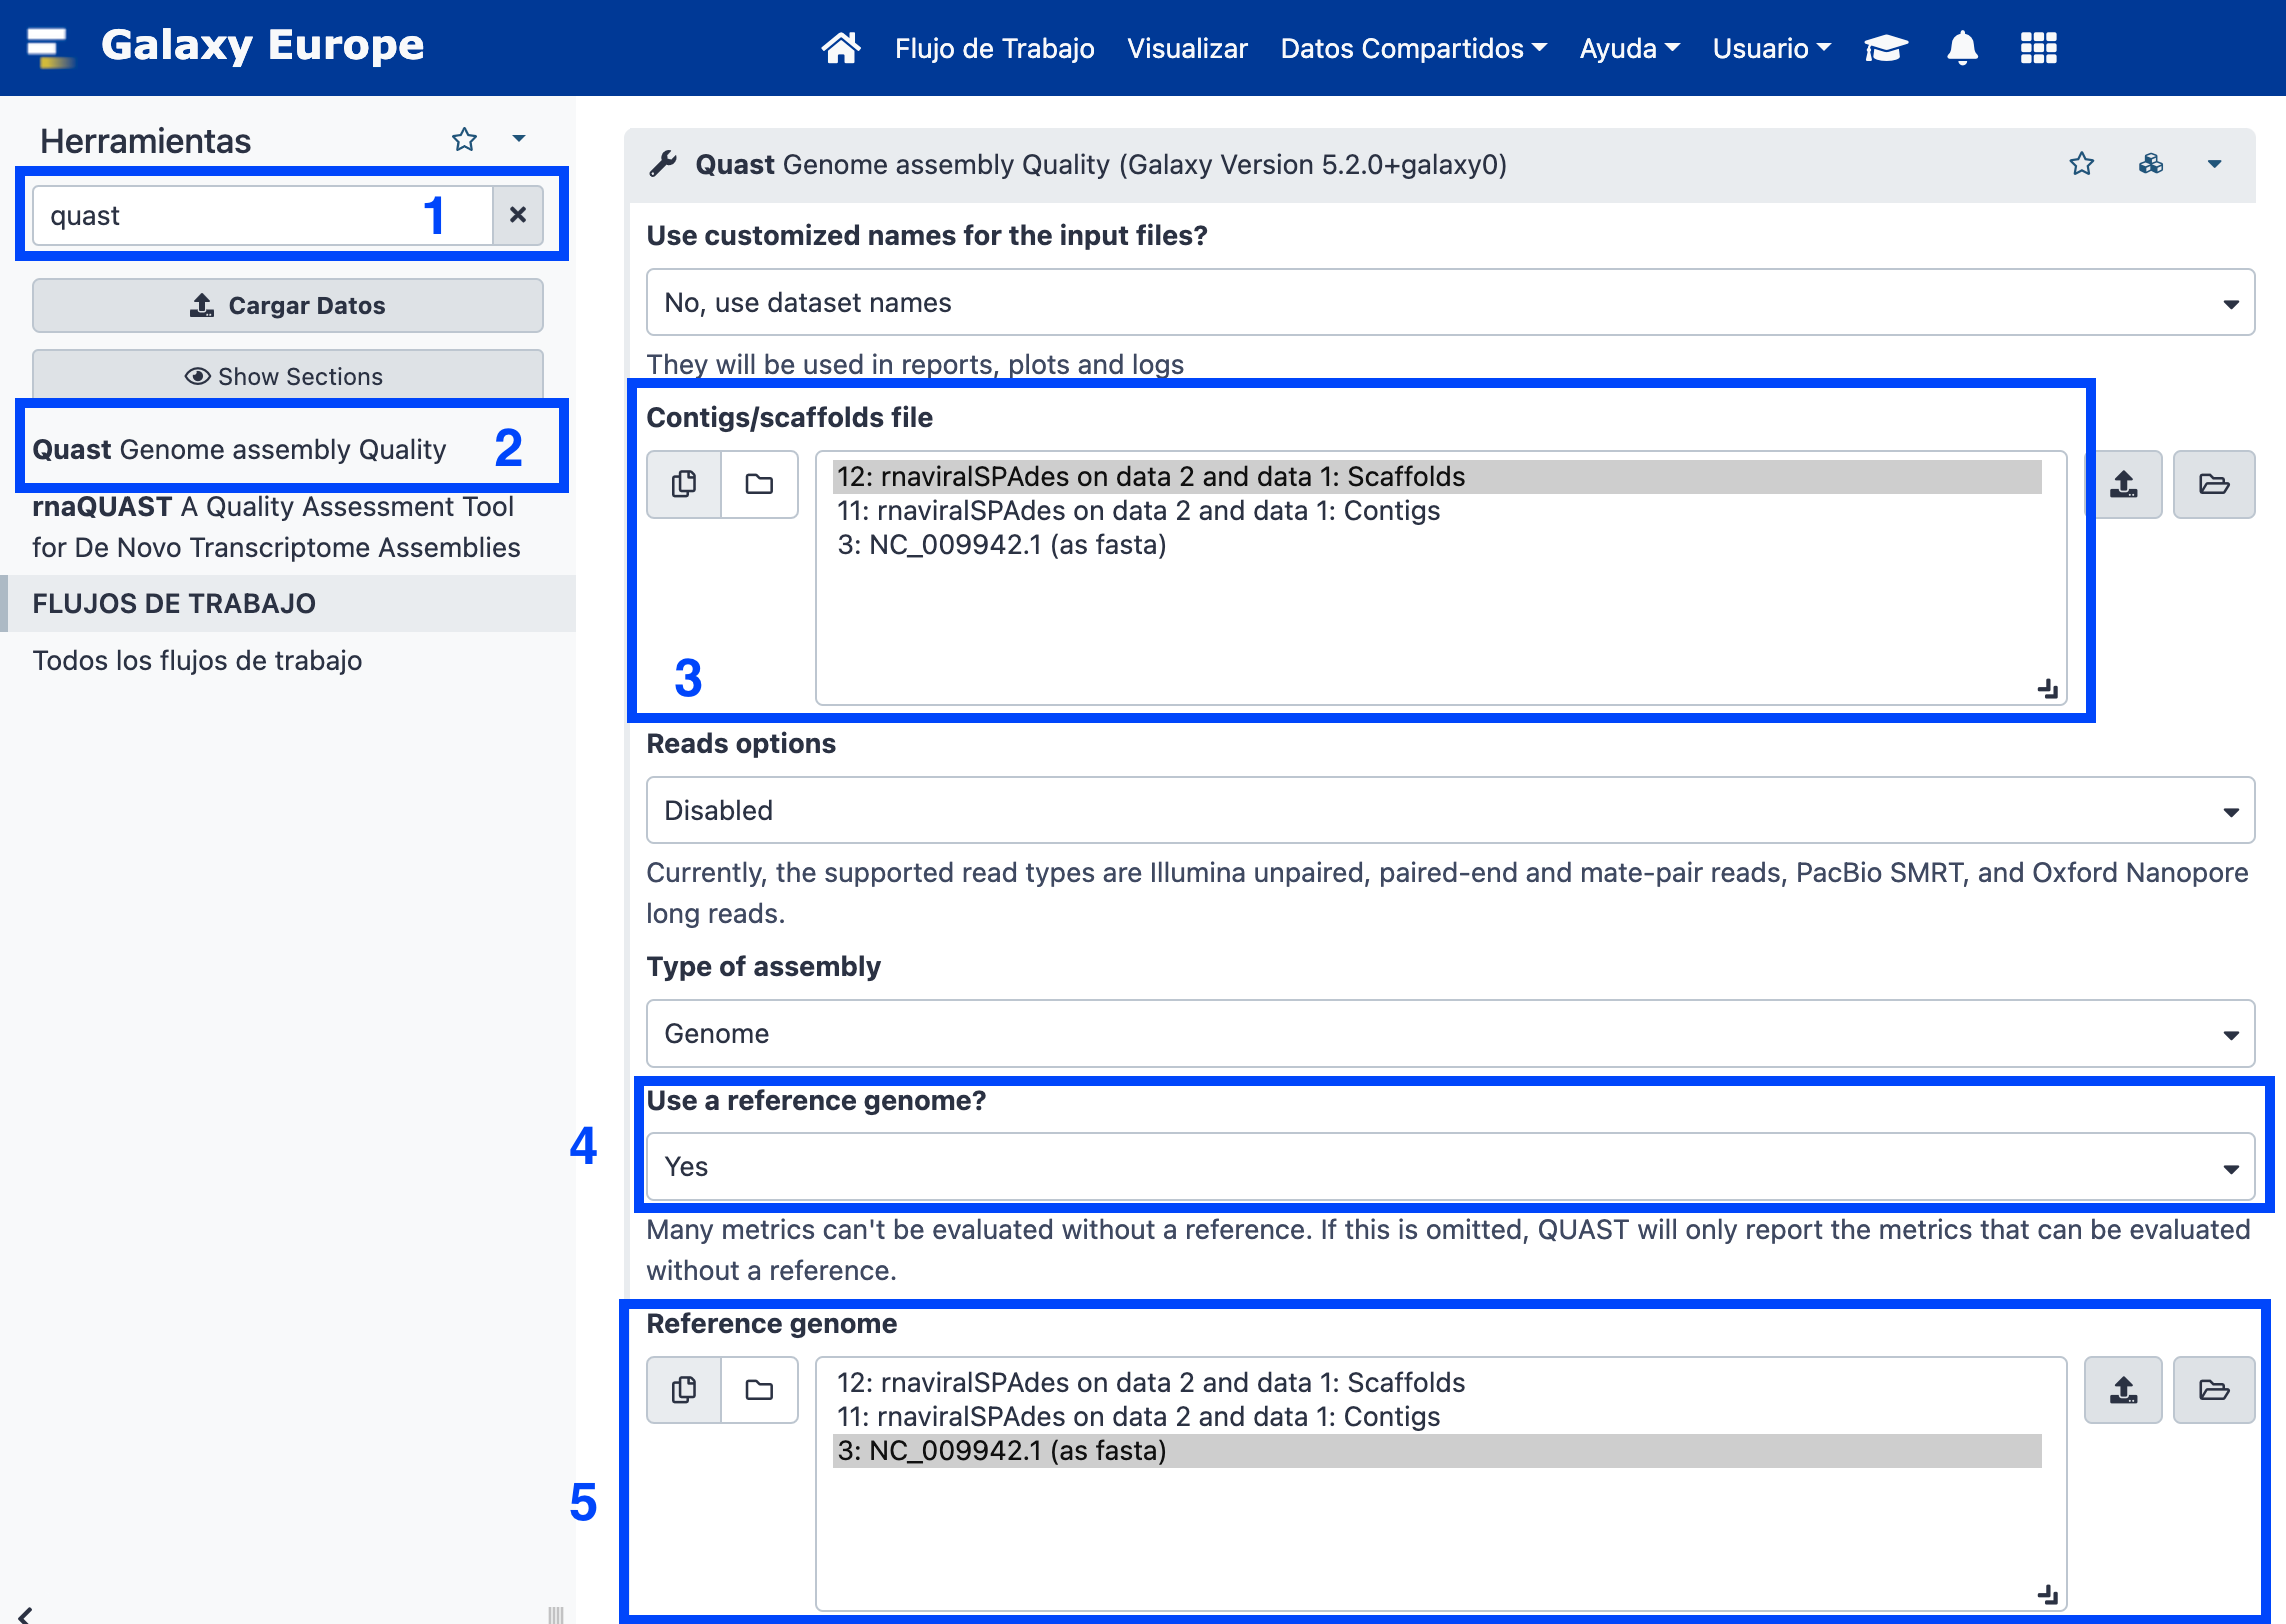 Galaxy Europe
Flujo de Trabajo Visualizar Datos Compartidos Ayuda Usuario
Herramientas
quast 1
Cargar Datos
Show Sections
Quast Genome assembly Quality 2
rnaQUAST A Quality Assessment Tool
for De Novo Transcriptome Assemblies
FLUJOS DE TRABAJO
Todos los flujos de trabajo
Quast Genome assembly Quality (Galaxy Version 5.2.0+galaxy0)
Use customized names for the input files?
No, use dataset names
They will be used in reports, plots and logs
Contigs/scaffolds file
12: rnaviralSPAdes on data 2 and data 1: Scaffolds
11: rnaviralSPAdes on data 2 and data 1: Contigs
3: NC_009942.1 (as fasta)
3
Reads options
Disabled
Currently, the supported read types are Illumina unpaired, paired-end and mate-pair reads, PacBio SMRT, and Oxford Nanopore
long reads.
Type of assembly
Genome
Use a reference genome?
4
Yes
Many metrics can't be evaluated without a reference. If this is omitted, QUAST will only report the metrics that can be evaluated
without a reference.
Reference genome
12: rnaviralSPAdes on data 2 and data 1: Scaffolds
11: rnaviralSPAdes on data 2 and data 1: Contigs
3: NC_009942.1 (as fasta)
5